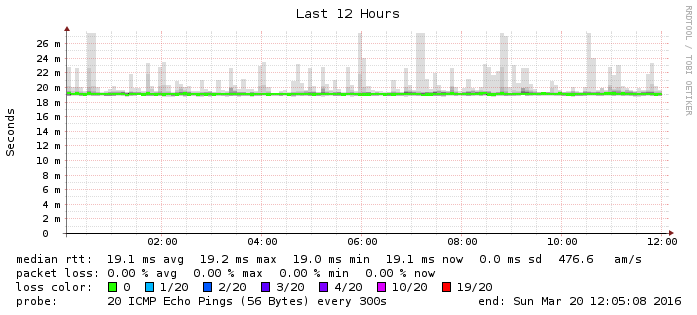 Last 12 Hours
RRDTOOL / TOBI OETIKER
Seconds
26 m
24 m
22 m
20 m
18 m
16 m
14 m
12 m
10 m
8 m
6 m
4 m
2 m
0
02:00 04:00 06:00 08:00 10:00 12:00
median rtt: 19.1 ms avg 19.2 ms max 19.0 ms min 19.1 ms now 0.0 ms sd 476.6 am/s
packet loss: 0.00 % avg 0.00 % max 0.00 % min 0.00 % now
loss color: 0 1/20 2/20 3/20 4/20 10/20 19/20
probe: 20 ICMP Echo Pings (56 Bytes) every 300s end: Sun Mar 20 12:05:08 2016